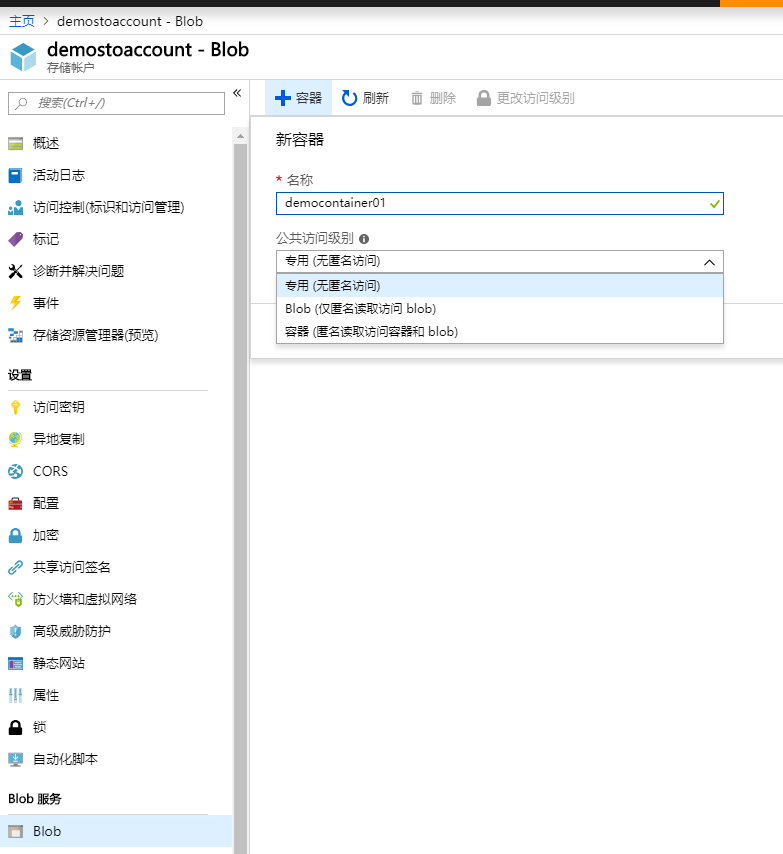 主页 > demostoaccount - Blob
demostoaccount - Blob
存储帐户
搜索(Ctrl+/)
«
概述
活动日志
访问控制(标识和访问管理)
标记
诊断并解决问题
事件
存储资源管理器(预览)
设置
访问密钥
异地复制
CORS
配置
加密
共享访问签名
防火墙和虚拟网络
高级威胁防护
静态网站
属性
锁
自动化脚本
Blob 服务
Blob
容器 刷新 删除 更改访问级别
新容器
* 名称
democontainer01
公共访问级别
专用 (无匿名访问)
专用 (无匿名访问)
Blob (仅匿名读取访问 blob)
容器 (匿名读取访问容器和 blob)